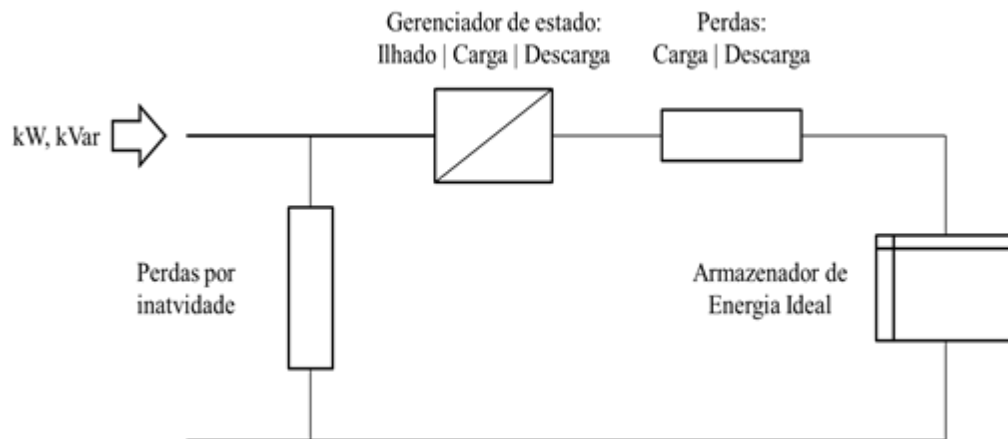 Gerenciador de estado:
Ilhado | Carga | Descarga
Perdas:
Carga | Descarga
kW, kVar
Perdas por
inatvidade
Armazenador de
Energia Ideal